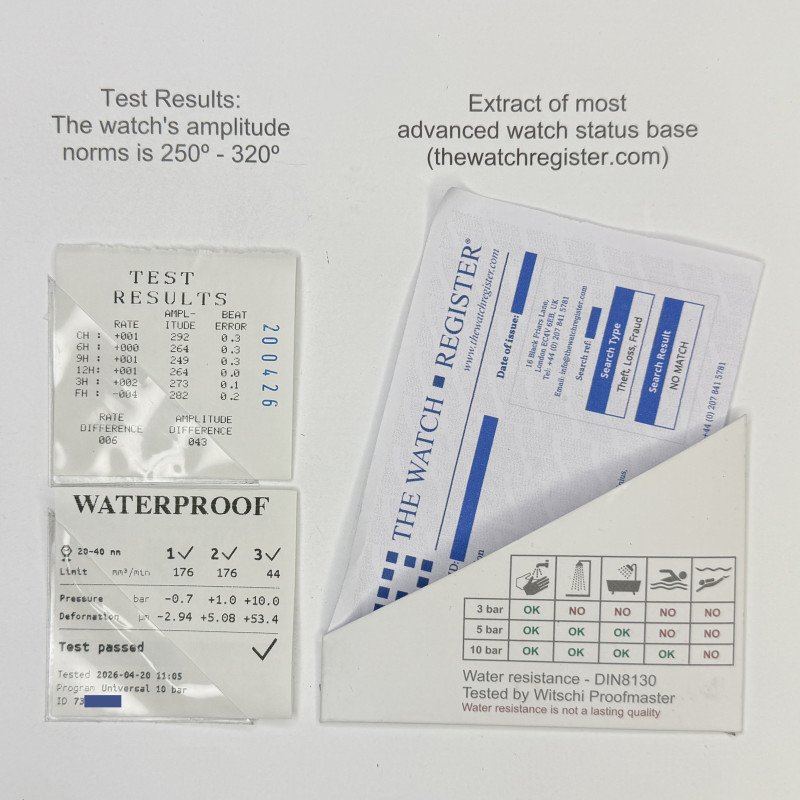 Test Results:
The watch's amplitude
norms is 250º - 320º
Extract of most
advanced watch status base
(thewatchregister.com)
TEST
RESULTS
RATE AMPL-ITUDE BEAT ERROR
CH : +001 292 0.3
6H : +000 264 0.3
9H : +001 249 0.3
12H: +001 264 0.0
3H : +002 273 0.1
FH : -004 282 0.2
RATE DIFFERENCE AMPLITUDE DIFFERENCE
006 043
200426
WATERPROOF
20-40 mm 1✓ 2✓ 3✓
Limit mm³/min 176 176 44
Pressure bar -0.7 +1.0 +10.0
Deformation µm -2.94 +5.08 +53.4
Test passed ✓
Tested 2026-04-20 11:05
Program Universal 10 bar
ID 73
THE WATCH REGISTER®
www.thewatchregister.com
Date of issue:
16 Black Friars Lane,
London EC4V 6EB, UK
Tel: +44 (0) 207 841 5781
Email: info@thewatchregister.com
Search ref:
Search Type
Theft, Loss, Fraud
Search Result
NO MATCH
+44 (0) 207 841 5781
3 bar OK NO NO NO NO
5 bar OK OK OK NO NO
10 bar OK OK OK OK NO
Water resistance - DIN8130
Tested by Witschi Proofmaster
Water resistance is not a lasting quality